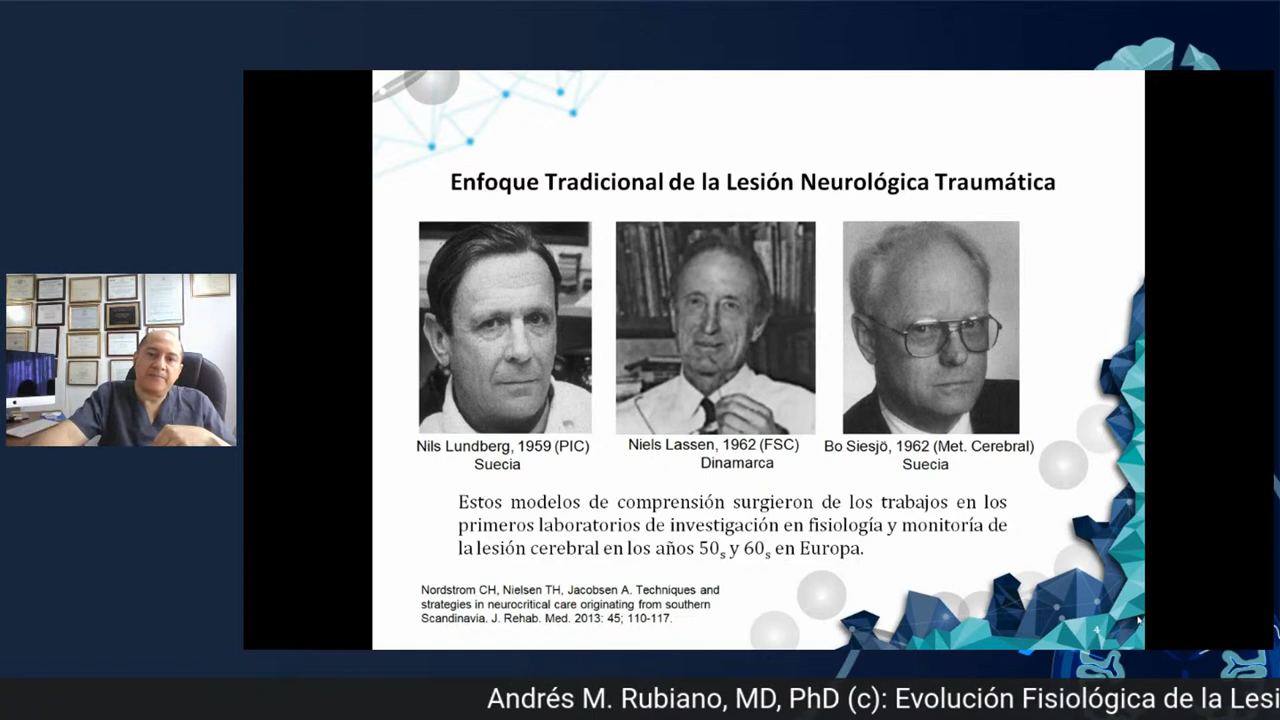 Enfoque Tradicional de la Lesión Neurológica Traumática
Nils Lundberg, 1959 (PIC)
Suecia
Niels Lassen, 1962 (FSC)
Dinamarca
Bo Siesjö, 1962 (Met. Cerebral)
Suecia
Estos modelos de comprensión surgieron de los trabajos en los
primeros laboratorios de investigación en fisiología y monitoría de
la lesión cerebral en los años 50s y 60s en Europa.
Nordstrom CH, Nielsen TH, Jacobsen A. Techniques and
strategies in neurocritical care originating from southern
Scandinavia. J. Rehab. Med. 2013: 45; 110-117.
4
Andrés M. Rubiano, MD, PhD (c): Evolución Fisiológica de la Lesi